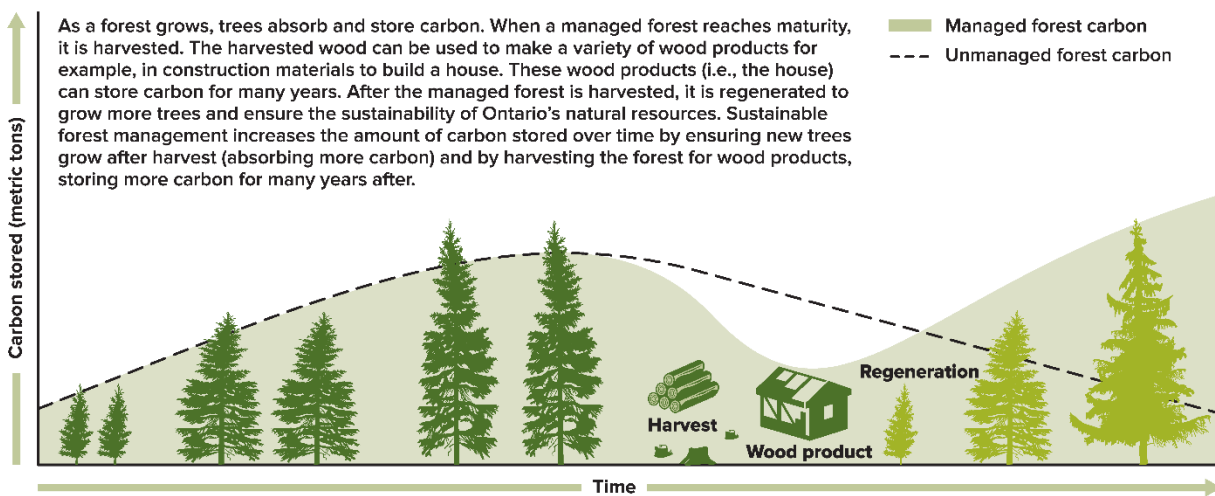 As a forest grows, trees absorb and store carbon. When a managed forest reaches maturity,
it is harvested. The harvested wood can be used to make a variety of wood products for
example, in construction materials to build a house. These wood products (i.e., the house)
can store carbon for many years. After the managed forest is harvested, it is regenerated to
grow more trees and ensure the sustainability of Ontario's natural resources. Sustainable
forest management increases the amount of carbon stored over time by ensuring new trees
grow after harvest (absorbing more carbon) and by harvesting the forest for wood products,
storing more carbon for many years after.
Managed forest carbon
Unmanaged forest carbon
Carbon stored (metric tons)
Harvest
Wood product
Regeneration
Time